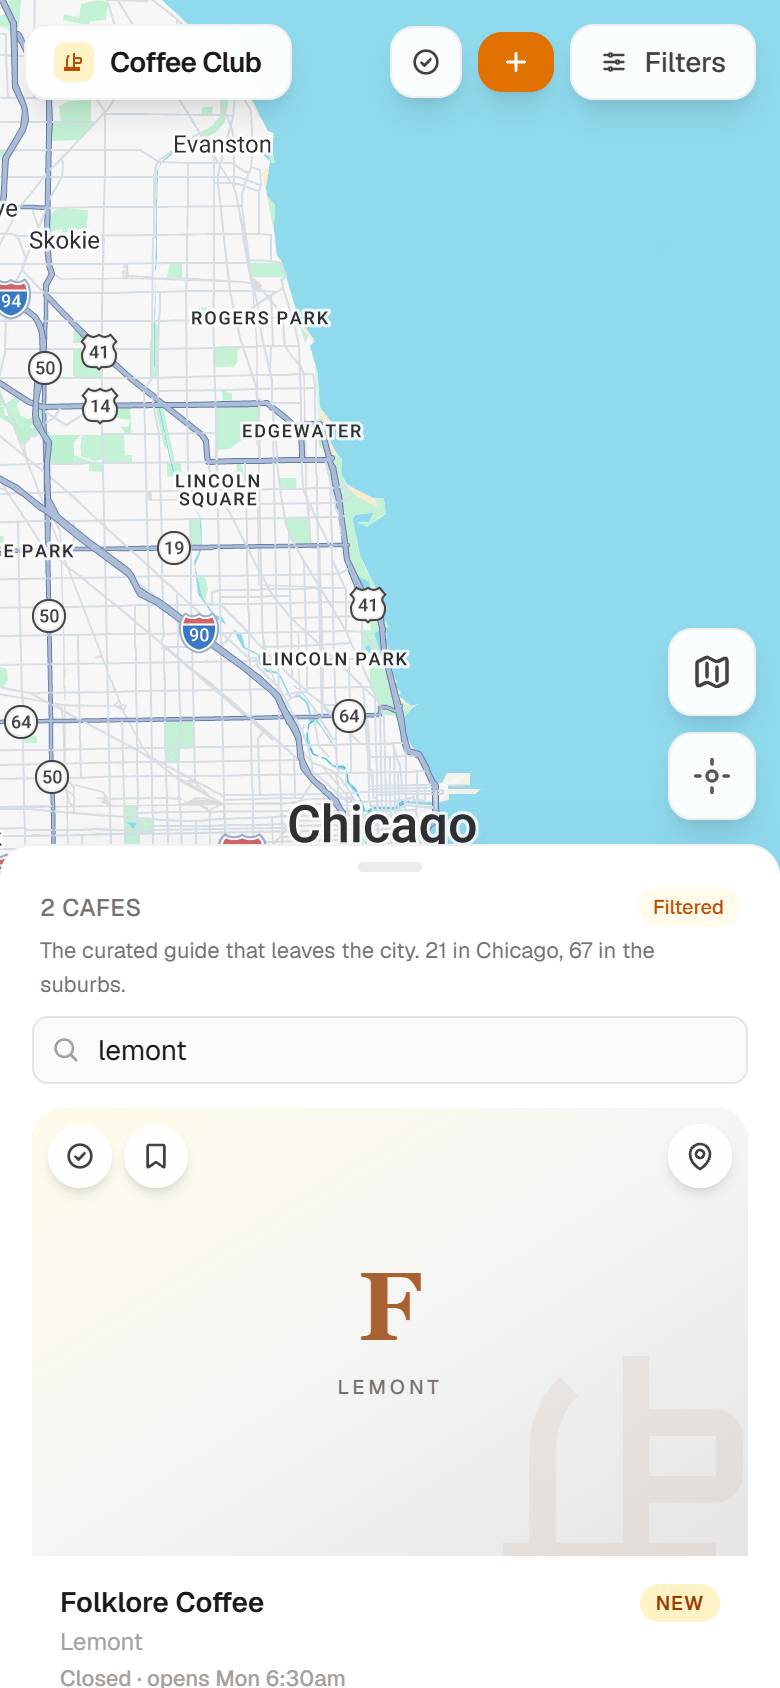 Coffee Club
Filters
Evanston
ve
Skokie
94
ROGERS PARK
41
50
14
EDGEWATER
LINCOLN
SQUARE
E PARK
19
50
41
90
LINCOLN PARK
64
64
50
Chicago
2 CAFES
Filtered
The curated guide that leaves the city. 21 in Chicago, 67 in the
suburbs.
lemont
F
LEMONT
Folklore Coffee
NEW
Lemont
Closed · opens Mon 6:30am